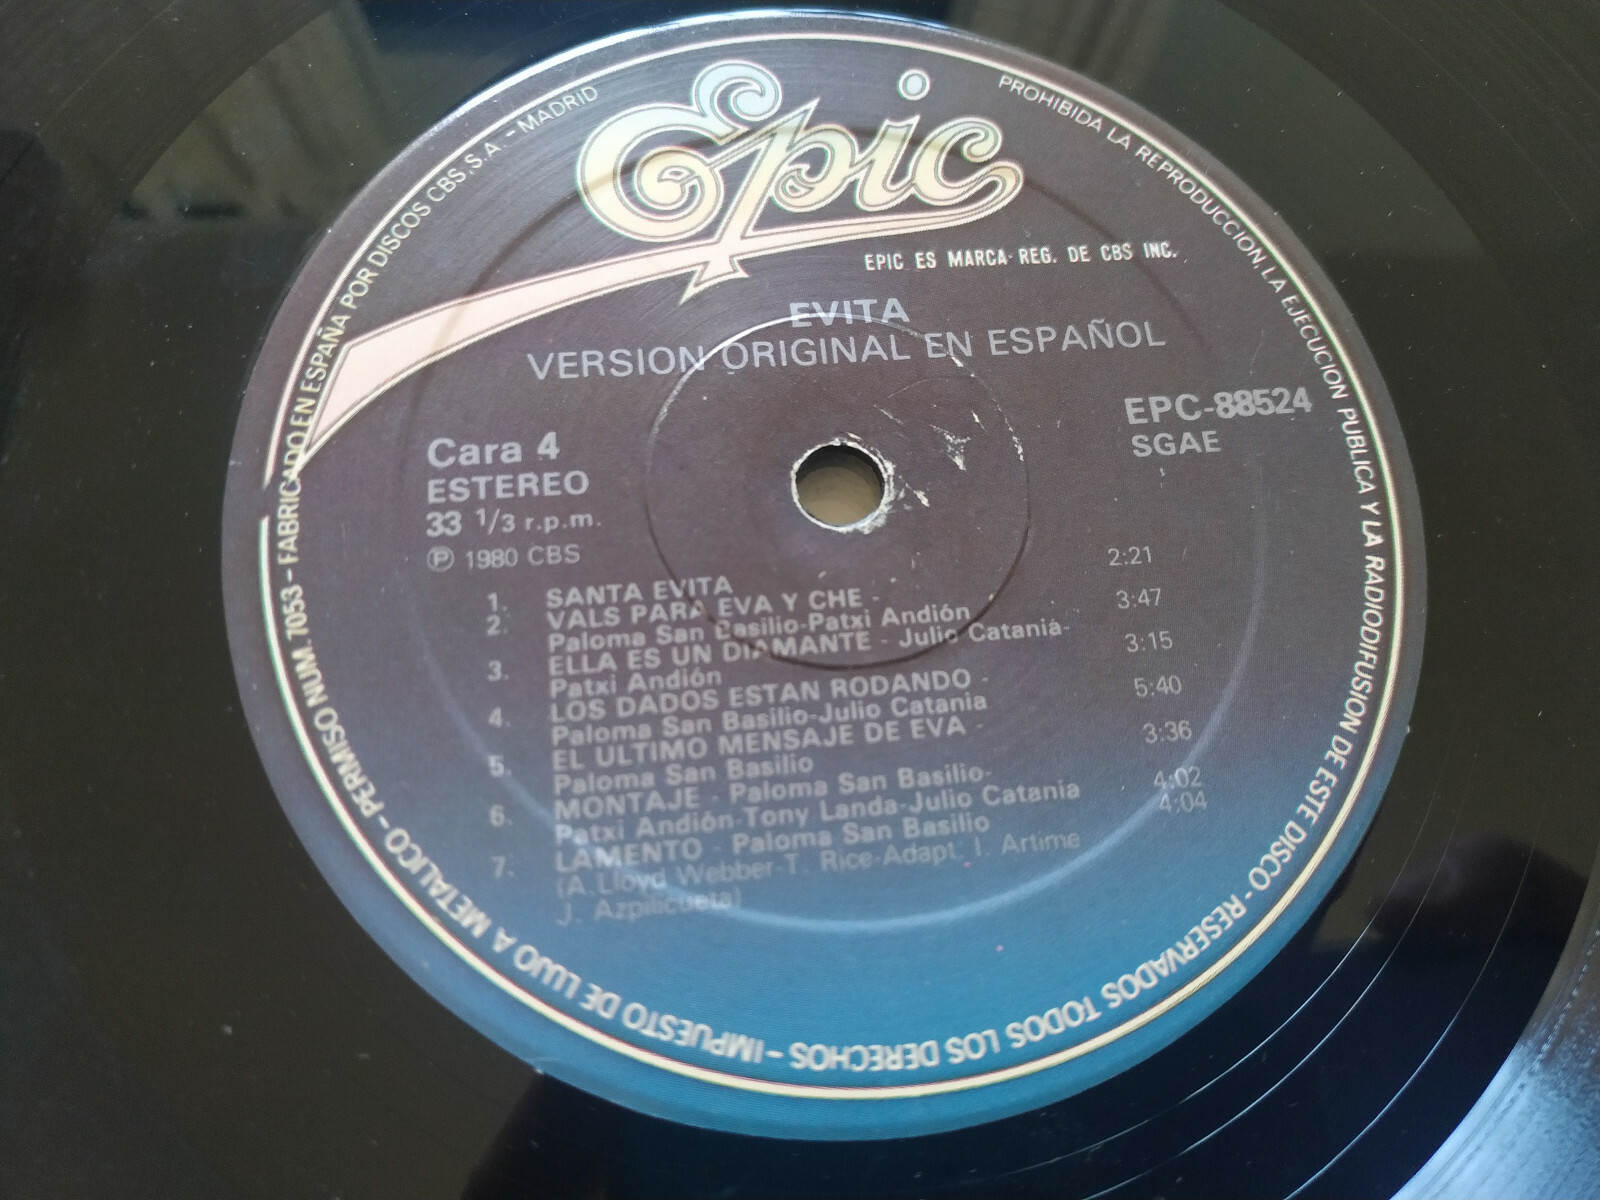 Epic
EPIC ES MARCA REG. DE CBS INC.
EVITA
VERSION ORIGINAL EN ESPAÑOL
EPC-88524
SGAE
Cara 4
ESTEREO
33 1/3 r.p.m.
Ⓟ 1980 CBS
1. SANTA EVITA 2:21
2. VALS PARA EVA Y CHE - 3:47
Paloma San Basilio-Patxi Andión
3. ELLA ES UN DIAMANTE - Julio Catania- 3:15
Patxi Andión
4. LOS DADOS ESTAN RODANDO - 5:40
Paloma San Basilio-Julio Catania
5. EL ULTIMO MENSAJE DE EVA - 3:36
Paloma San Basilio
6. MONTAJE - Paloma San Basilio- 4:02
Patxi Andión-Tony Landa-Julio Catania
7. LAMENTO - Paloma San Basilio 4:04
(A. Lloyd Webber-T. Rice-Adapt. I. Artime
J. Azpilicueta)
PROHIBIDA LA REPRODUCCION, LA EJECUCION PUBLICA Y LA RADIODIFUSION DE ESTE DISCO - RESERVADOS TODOS LOS DERECHOS - IMPUESTO DE LUJO A METALICO - PERMISO NUM. 7053 - FABRICADO EN ESPAÑA POR DISCOS CBS, S.A. - MADRID